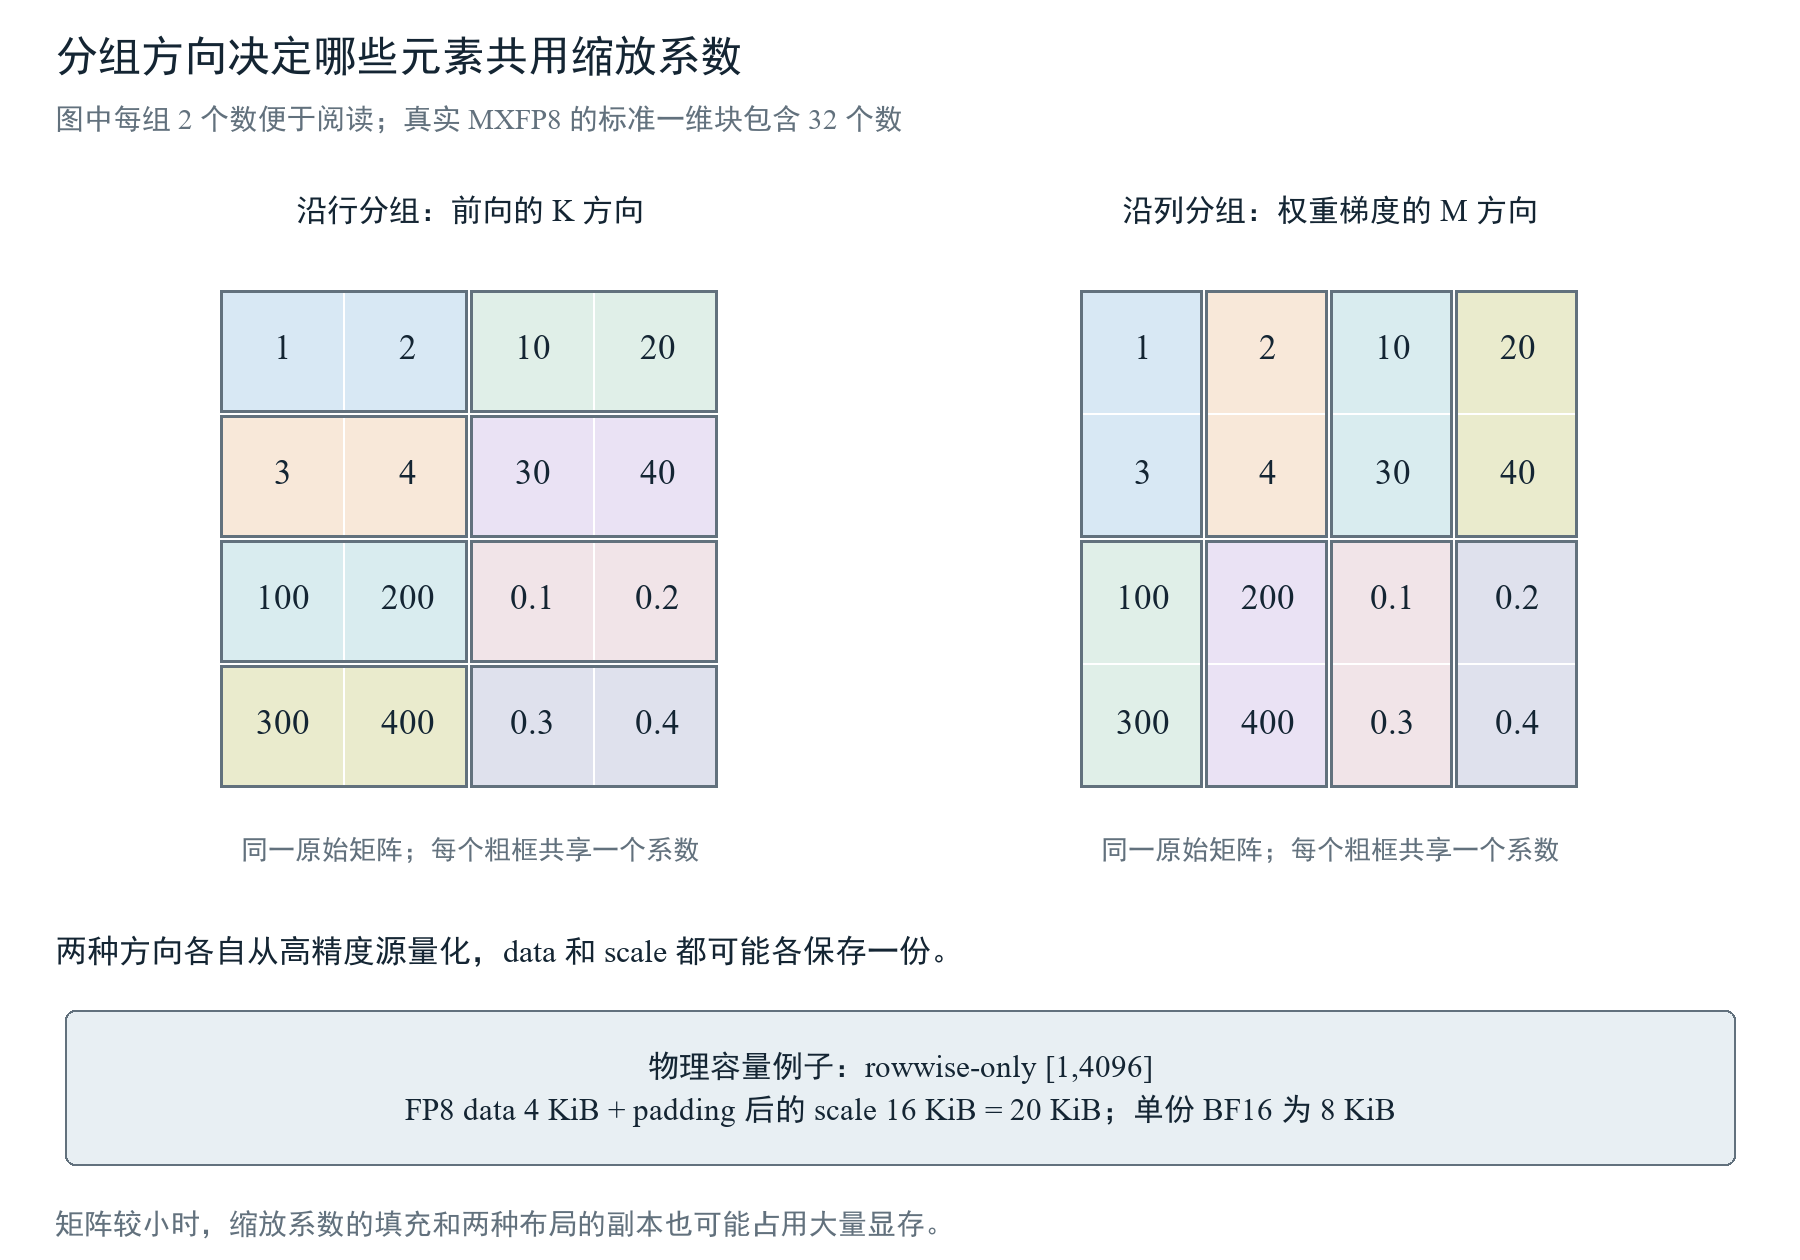 分组方向决定哪些元素共用缩放系数
图中每组 2 个数便于阅读；真实 MXFP8 的标准一维块包含 32 个数
沿行分组：前向的 K 方向
1 2 10 20
3 4 30 40
100 200 0.1 0.2
300 400 0.3 0.4
同一原始矩阵；每个粗框共享一个系数
沿列分组：权重梯度的 M 方向
1 2 10 20
3 4 30 40
100 200 0.1 0.2
300 400 0.3 0.4
同一原始矩阵；每个粗框共享一个系数
两种方向各自从高精度源量化，data 和 scale 都可能各保存一份。
物理容量例子：rowwise-only [1,4096]
FP8 data 4 KiB + padding 后的 scale 16 KiB = 20 KiB；单份 BF16 为 8 KiB
矩阵较小时，缩放系数的填充和两种布局的副本也可能占用大量显存。